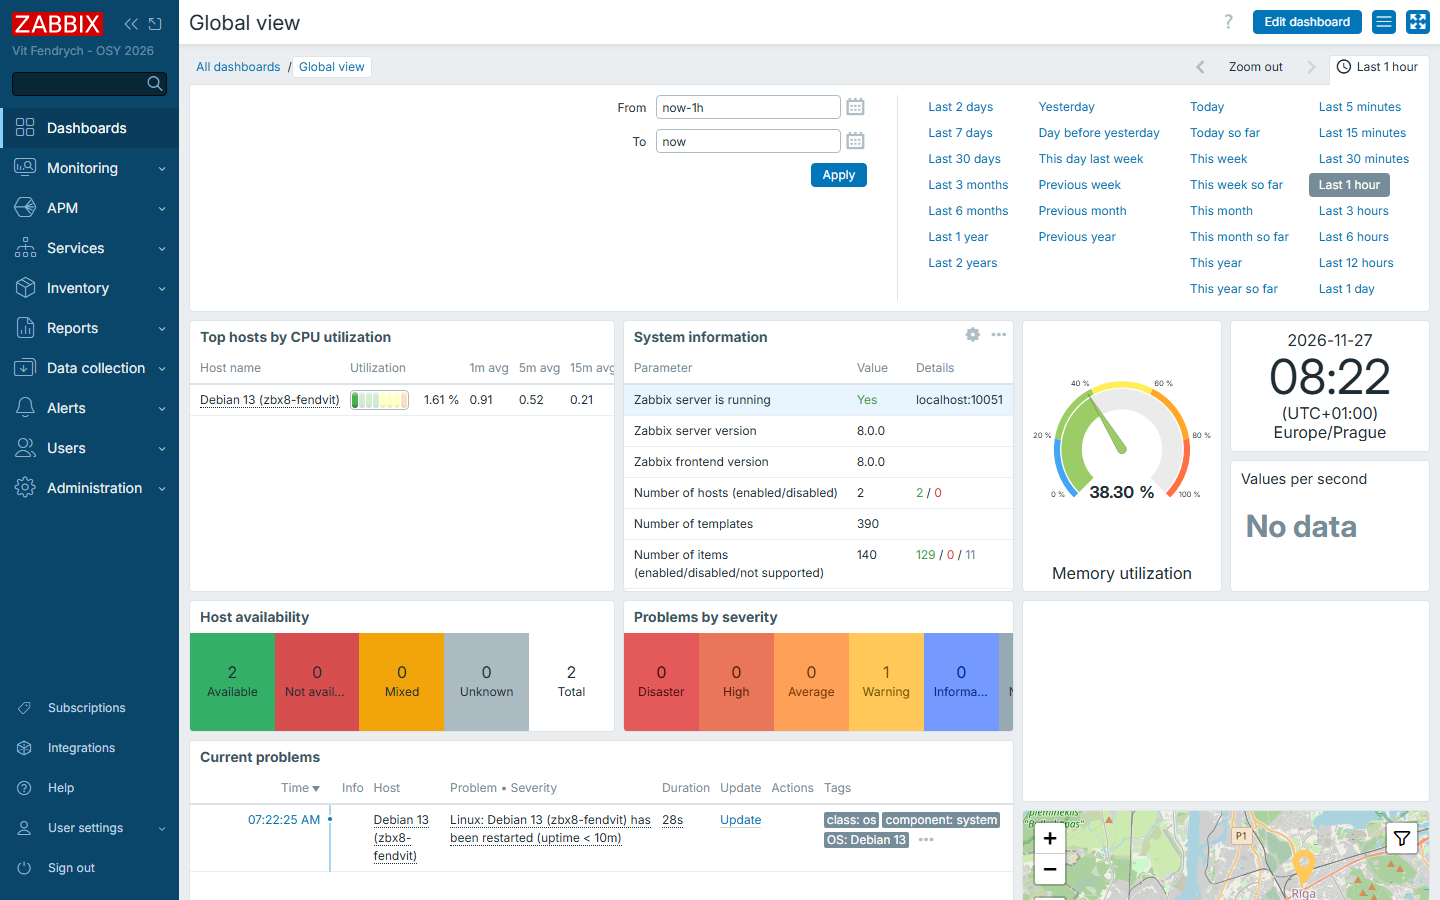 ZABBIX
Vit Fendrych - OSY 2026
Dashboards
Monitoring
APM
Services
Inventory
Reports
Data collection
Alerts
Users
Administration
Subscriptions
Integrations
Help
User settings
Sign out
Global view
? Edit dashboard
All dashboards / Global view
Zoom out
Last 1 hour
From now-1h
To now
Apply
Last 2 days Yesterday Today Last 5 minutes
Last 7 days Day before yesterday Today so far Last 15 minutes
Last 30 days This day last week This week Last 30 minutes
Last 3 months Previous week This week so far Last 1 hour
Last 6 months Previous month This month Last 3 hours
Last 1 year Previous year This month so far Last 6 hours
Last 2 years This year Last 12 hours
This year so far Last 1 day
Top hosts by CPU utilization
Host name Utilization 1m avg 5m avg 15m avg
Debian 13 (zbx8-fendvit) 1.61 % 0.91 0.52 0.21
System information
Parameter Value Details
Zabbix server is running Yes localhost:10051
Zabbix server version 8.0.0
Zabbix frontend version 8.0.0
Number of hosts (enabled/disabled) 2 2 / 0
Number of templates 390
Number of items 140 129 / 0 / 11
(enabled/disabled/not supported)
40 % 60 %
20 % 80 %
0 % 38.30 % 100 %
Memory utilization
2026-11-27
08:22
(UTC+01:00)
Europe/Prague
Values per second
No data
Host availability
2 0 0 0 2
Available Not avail... Mixed Unknown Total
Problems by severity
0 0 0 1 0
Disaster High Average Warning Informa...
Current problems
Time Info Host Problem • Severity Duration Update Actions Tags
07:22:25 AM Debian 13 Linux: Debian 13 (zbx8-fendvit) has 28s Update class: os component: system
(zbx8- been restarted (uptime < 10m) OS: Debian 13
fendvit)
+
−
P1
Rīga